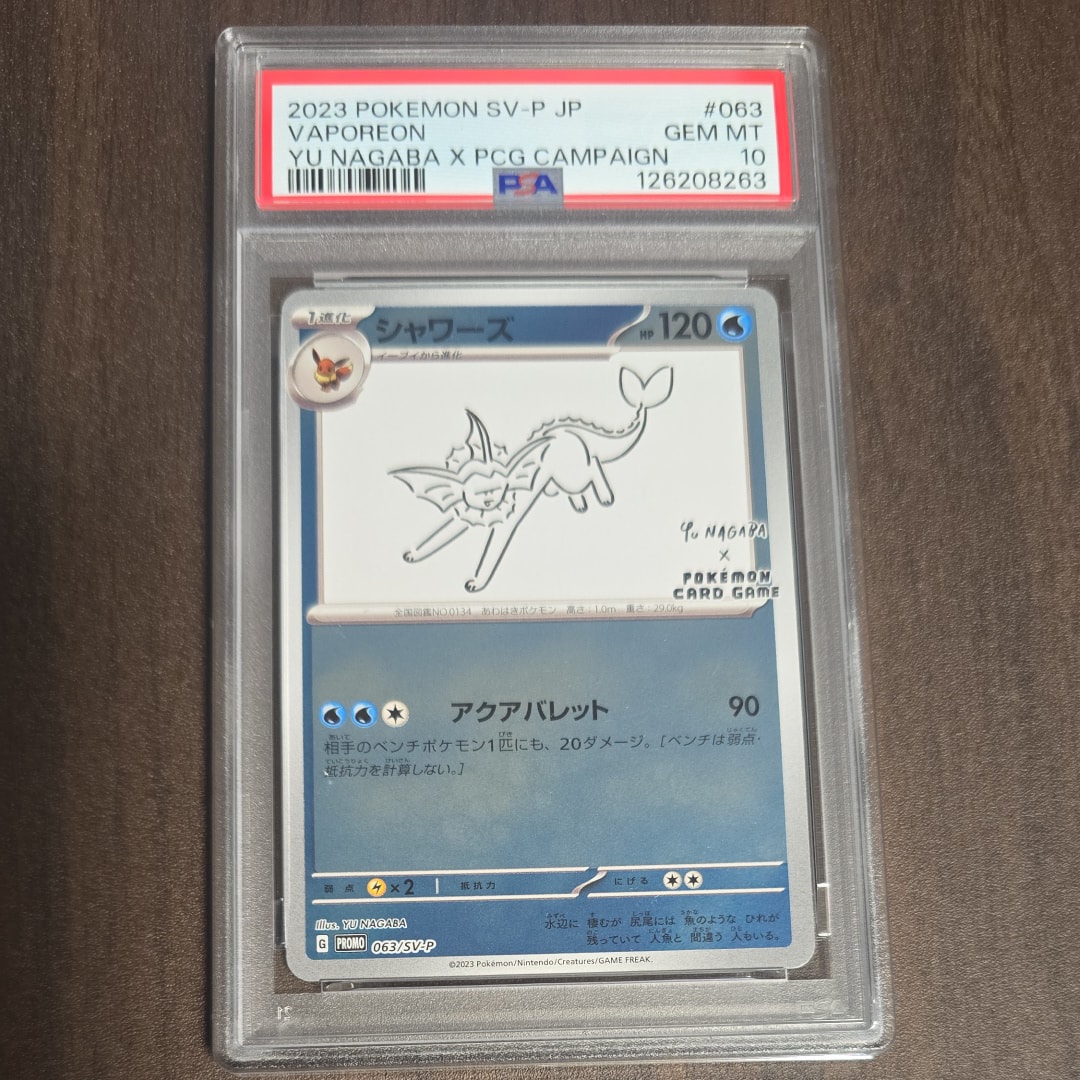 2023 POKEMON SV-P JP #063
VAPOREON GEM MT
YU NAGABA X PCG CAMPAIGN 10
PSA 126208263
1進化 シャワーズ HP 120
イーブイから進化
Yu NAGABA
×
POKÉMON
CARD GAME
全国図鑑NO.0134 あわはきポケモン 高さ:1.0m 重さ:29.0kg
アクアバレット 90
相手のベンチポケモン1匹にも、20ダメージ。[ベンチは弱点・
抵抗力を計算しない。]
弱点 ×2 抵抗力 にげる
Illus. YU NAGABA
水辺に 棲むが 尻尾には 魚のような ひれが
残っていて 人魚と 間違う 人もいる。
G PROMO 063/SV-P
©2023 Pokémon/Nintendo/Creatures/GAME FREAK.